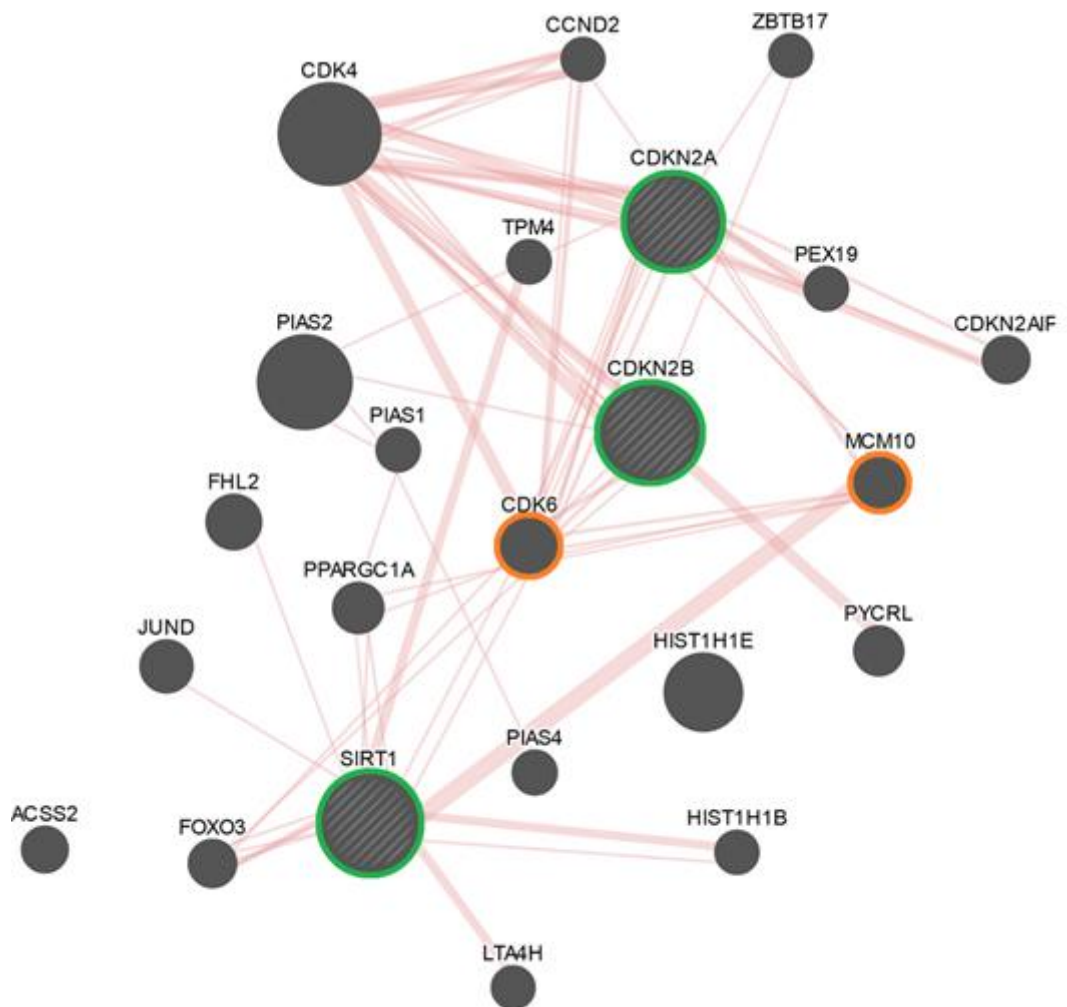 CCND2
ZBTB17
CDK4
CDKN2A
TPM4
PEX19
CDKN2AIF
PIAS2
CDKN2B
PIAS1
MCM10
FHL2
CDK6
PPARGC1A
JUND
HIST1H1E
PYCRL
SIRT1
PIAS4
ACSS2
FOXO3
HIST1H1B
LTA4H